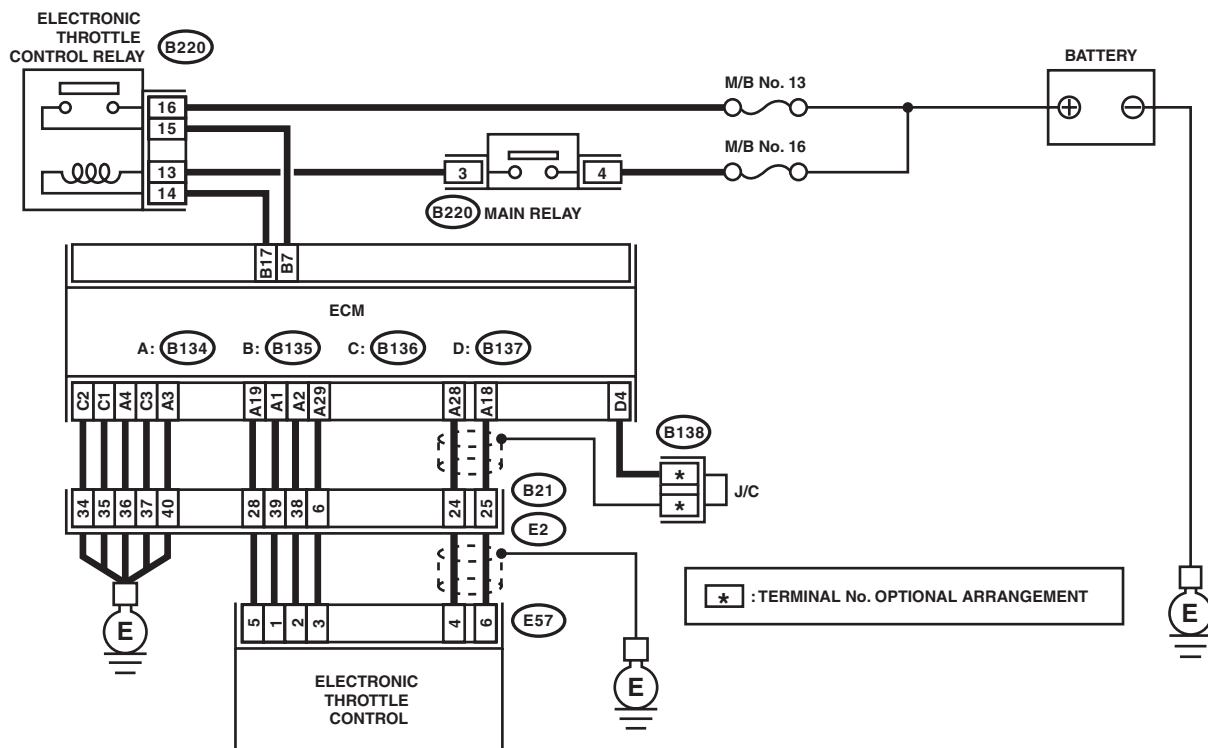 ELECTRONIC
THROTTLE
CONTROL RELAY
B220
BATTERY
M/B No. 13
16
15
M/B No. 16
13
14
3
4
B220 MAIN RELAY
B17
B7
ECM
A: B134 B: B135 C: B136 D: B137
C2
C1
A4
C3
A3
A19
A1
A2
A29
A28
A18
D4
B138
*
*
J/C
34
35
36
37
40
28
39
38
6
24
25
B21
E2
* : TERMINAL No. OPTIONAL ARRANGEMENT
5
1
2
3
4
6
E57
E
E
E
ELECTRONIC
THROTTLE
CONTROL